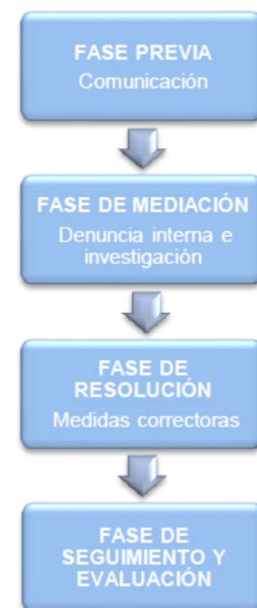 FASE PREVIA
Comunicación
FASE DE MEDIACIÓN
Denuncia interna e
investigación
FASE DE
RESOLUCIÓN
Medidas correctoras
FASE DE
SEGUIMIENTO Y
EVALUACIÓN